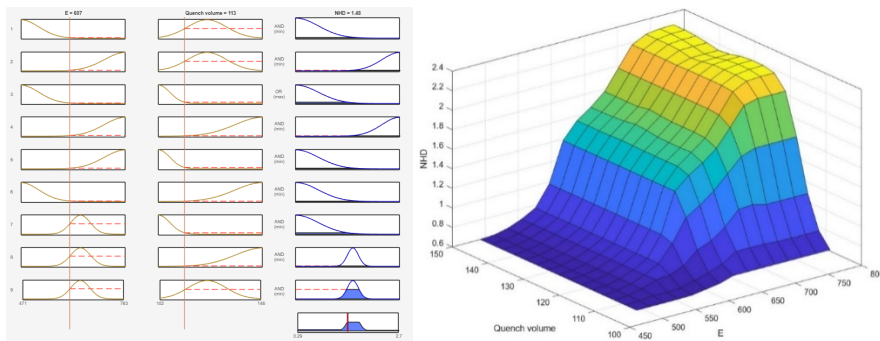 E = 607
Quench volume = 113
NHD = 1.48
1
AND
(min)
2
AND
(min)
3
OR
(max)
4
AND
(min)
5
AND
(min)
6
AND
(min)
7
AND
(min)
8
AND
(min)
9
AND
(min)
471
763
102
146
0.29
2.7
2.4
2.2
2
1.8
1.6
1.4
1.2
1
0.8
0.6
NHD
150
140
130
120
110
100
Quench volume
450
500
550
600
650
700
750
80
E